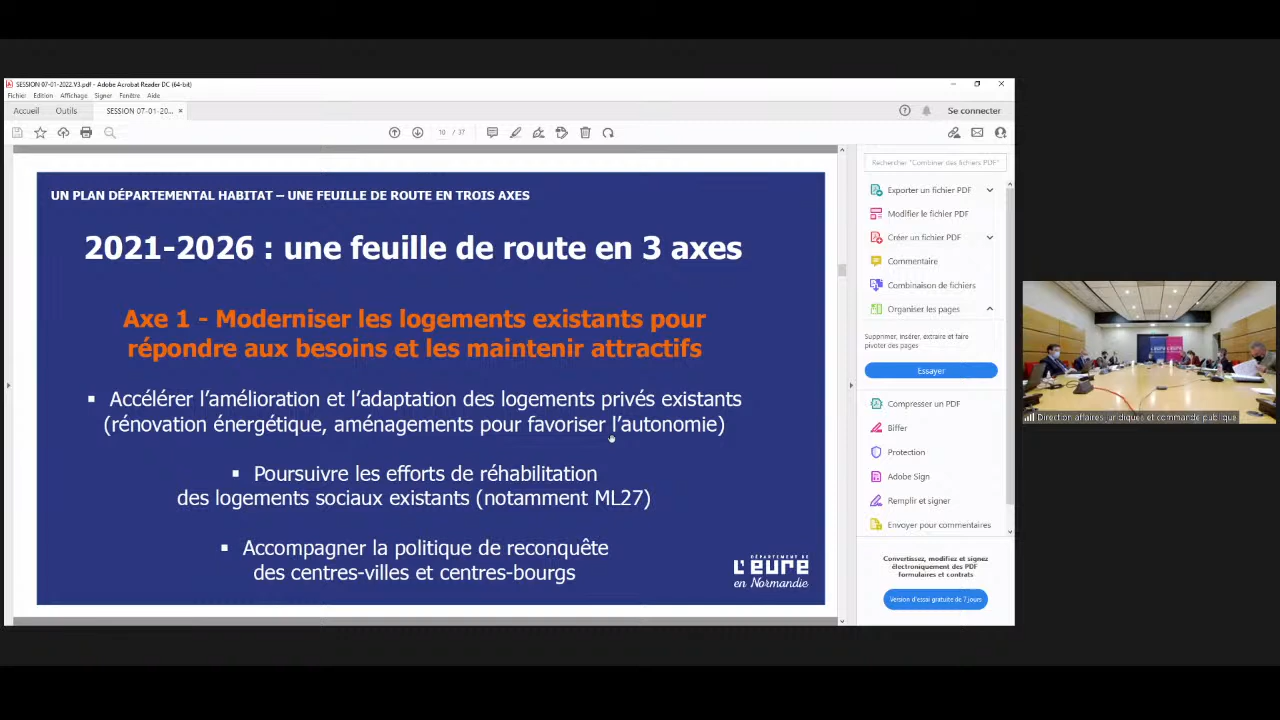 SESSION 07-01-2022.V3.pdf - Adobe Acrobat Reader DC (64-bit)
Fichier Edition Affichage Signer Fenêtre Aide
Accueil Outils SESSION 07-01-20... × Se connecter
10 / 37
UN PLAN DÉPARTEMENTAL HABITAT – UNE FEUILLE DE ROUTE EN TROIS AXES
2021-2026 : une feuille de route en 3 axes
Axe 1 - Moderniser les logements existants pour
répondre aux besoins et les maintenir attractifs
▪ Accélérer l’amélioration et l’adaptation des logements privés existants
(rénovation énergétique, aménagements pour favoriser l’autonomie)
▪ Poursuivre les efforts de réhabilitation
des logements sociaux existants (notamment ML27)
▪ Accompagner la politique de reconquête
des centres-villes et centres-bourgs
DÉPARTEMENT DE
L'EURE
en Normandie
Rechercher "Combiner des fichiers PDF"
Exporter un fichier PDF
Modifier le fichier PDF
Créer un fichier PDF
Commentaire
Combinaison de fichiers
Organiser les pages
Supprimer, insérer, extraire et faire
pivoter des pages
Essayer
Compresser un PDF
Biffer
Protection
Adobe Sign
Remplir et signer
Envoyer pour commentaires
Convertissez, modifiez et signez
électroniquement des PDF
formulaires et contrats
Version d'essai gratuite de 7 jours
Direction affaires juridiques et commande publique